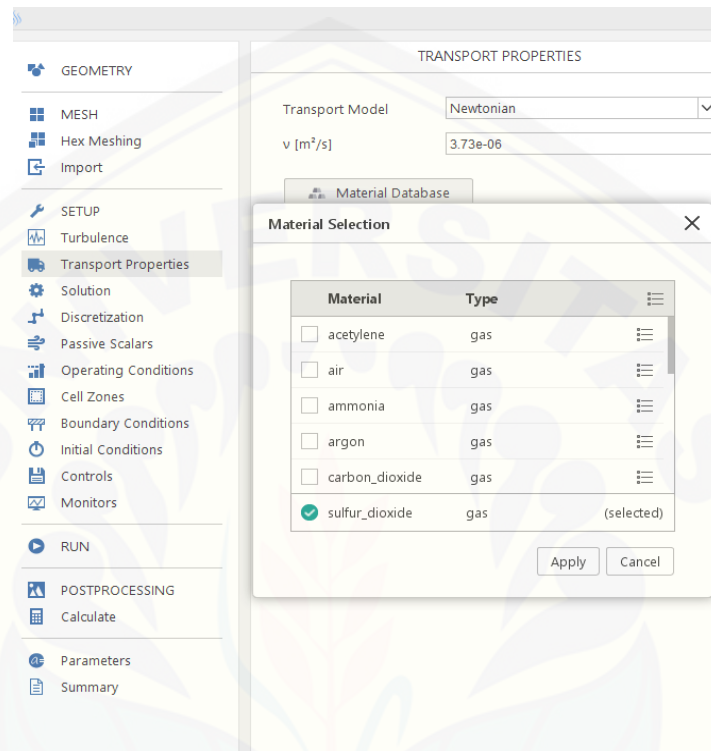 TRANSPORT PROPERTIES
GEOMETRY
MESH
Hex Meshing
Import
SETUP
Turbulence
Transport Properties
Solution
Discretization
Passive Scalars
Operating Conditions
Cell Zones
Boundary Conditions
Initial Conditions
Controls
Monitors
RUN
POSTPROCESSING
Calculate
Parameters
Summary
Transport Model Newtonian
ν [m²/s] 3.73e-06
Material Database
Material Selection
Material Type
acetylene gas
air gas
ammonia gas
argon gas
carbon_dioxide gas
sulfur_dioxide gas (selected)
Apply Cancel